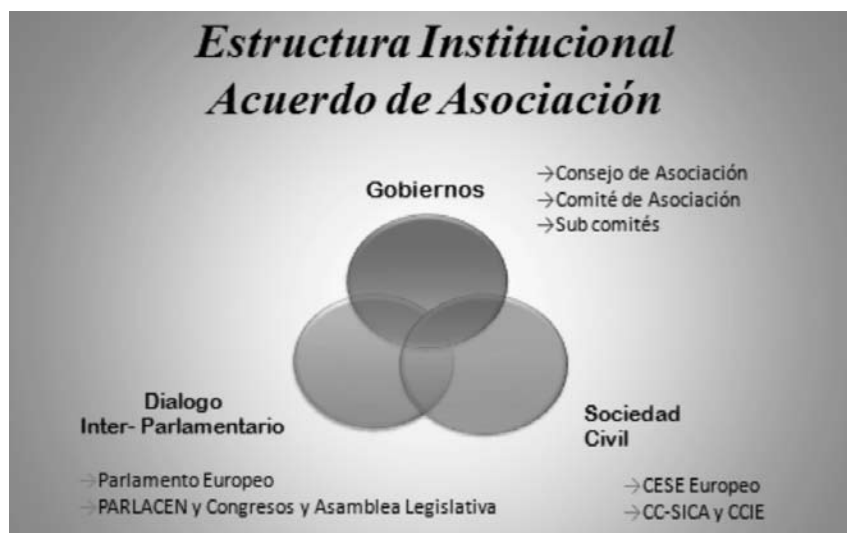 Estructura Institucional
Acuerdo de Asociación
Gobiernos
→Consejo de Asociación
→Comité de Asociación
→Sub comités
Dialogo
Inter- Parlamentario
→Parlamento Europeo
→PARLACEN y Congresos y Asamblea Legislativa
Sociedad
Civil
→CESE Europeo
→CC-SICA y CCIE